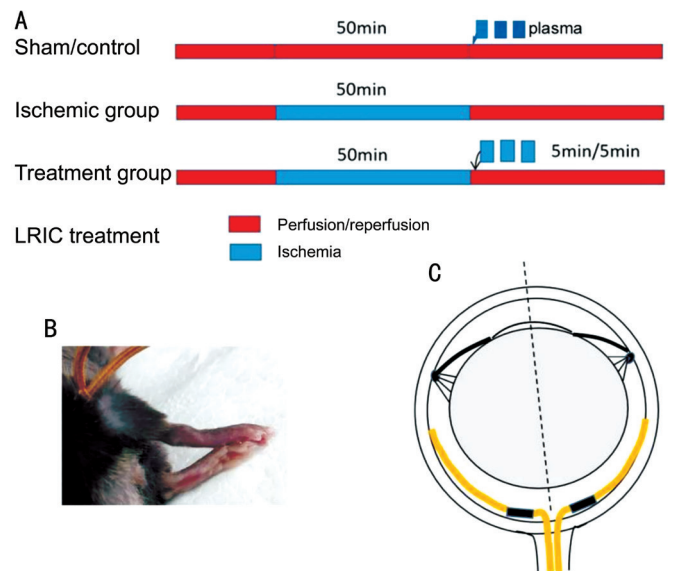 A
50min
plasma
Sham/control
50min
Ischemic group
50min
5min/5min
Treatment group
LRIC treatment
Perfusion/reperfusion
Ischemia
B
C